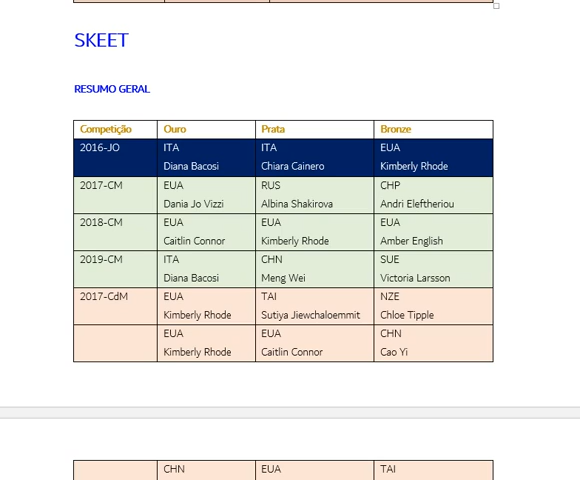 SKEET
RESUMO GERAL
Competição Ouro Prata Bronze
2016-JO ITA ITA EUA
Diana Bacosi Chiara Cainero Kimberly Rhode
2017-CM EUA RUS CHP
Dania Jo Vizzi Albina Shakirova Andri Eleftheriou
2018-CM EUA EUA EUA
Caitlin Connor Kimberly Rhode Amber English
2019-CM ITA CHN SUE
Diana Bacosi Meng Wei Victoria Larsson
2017-CdM EUA TAI NZE
Kimberly Rhode Sutiya Jiewchaloemmit Chloe Tipple
EUA EUA CHN
Kimberly Rhode Caitlin Connor Cao Yi
CHN EUA TAI